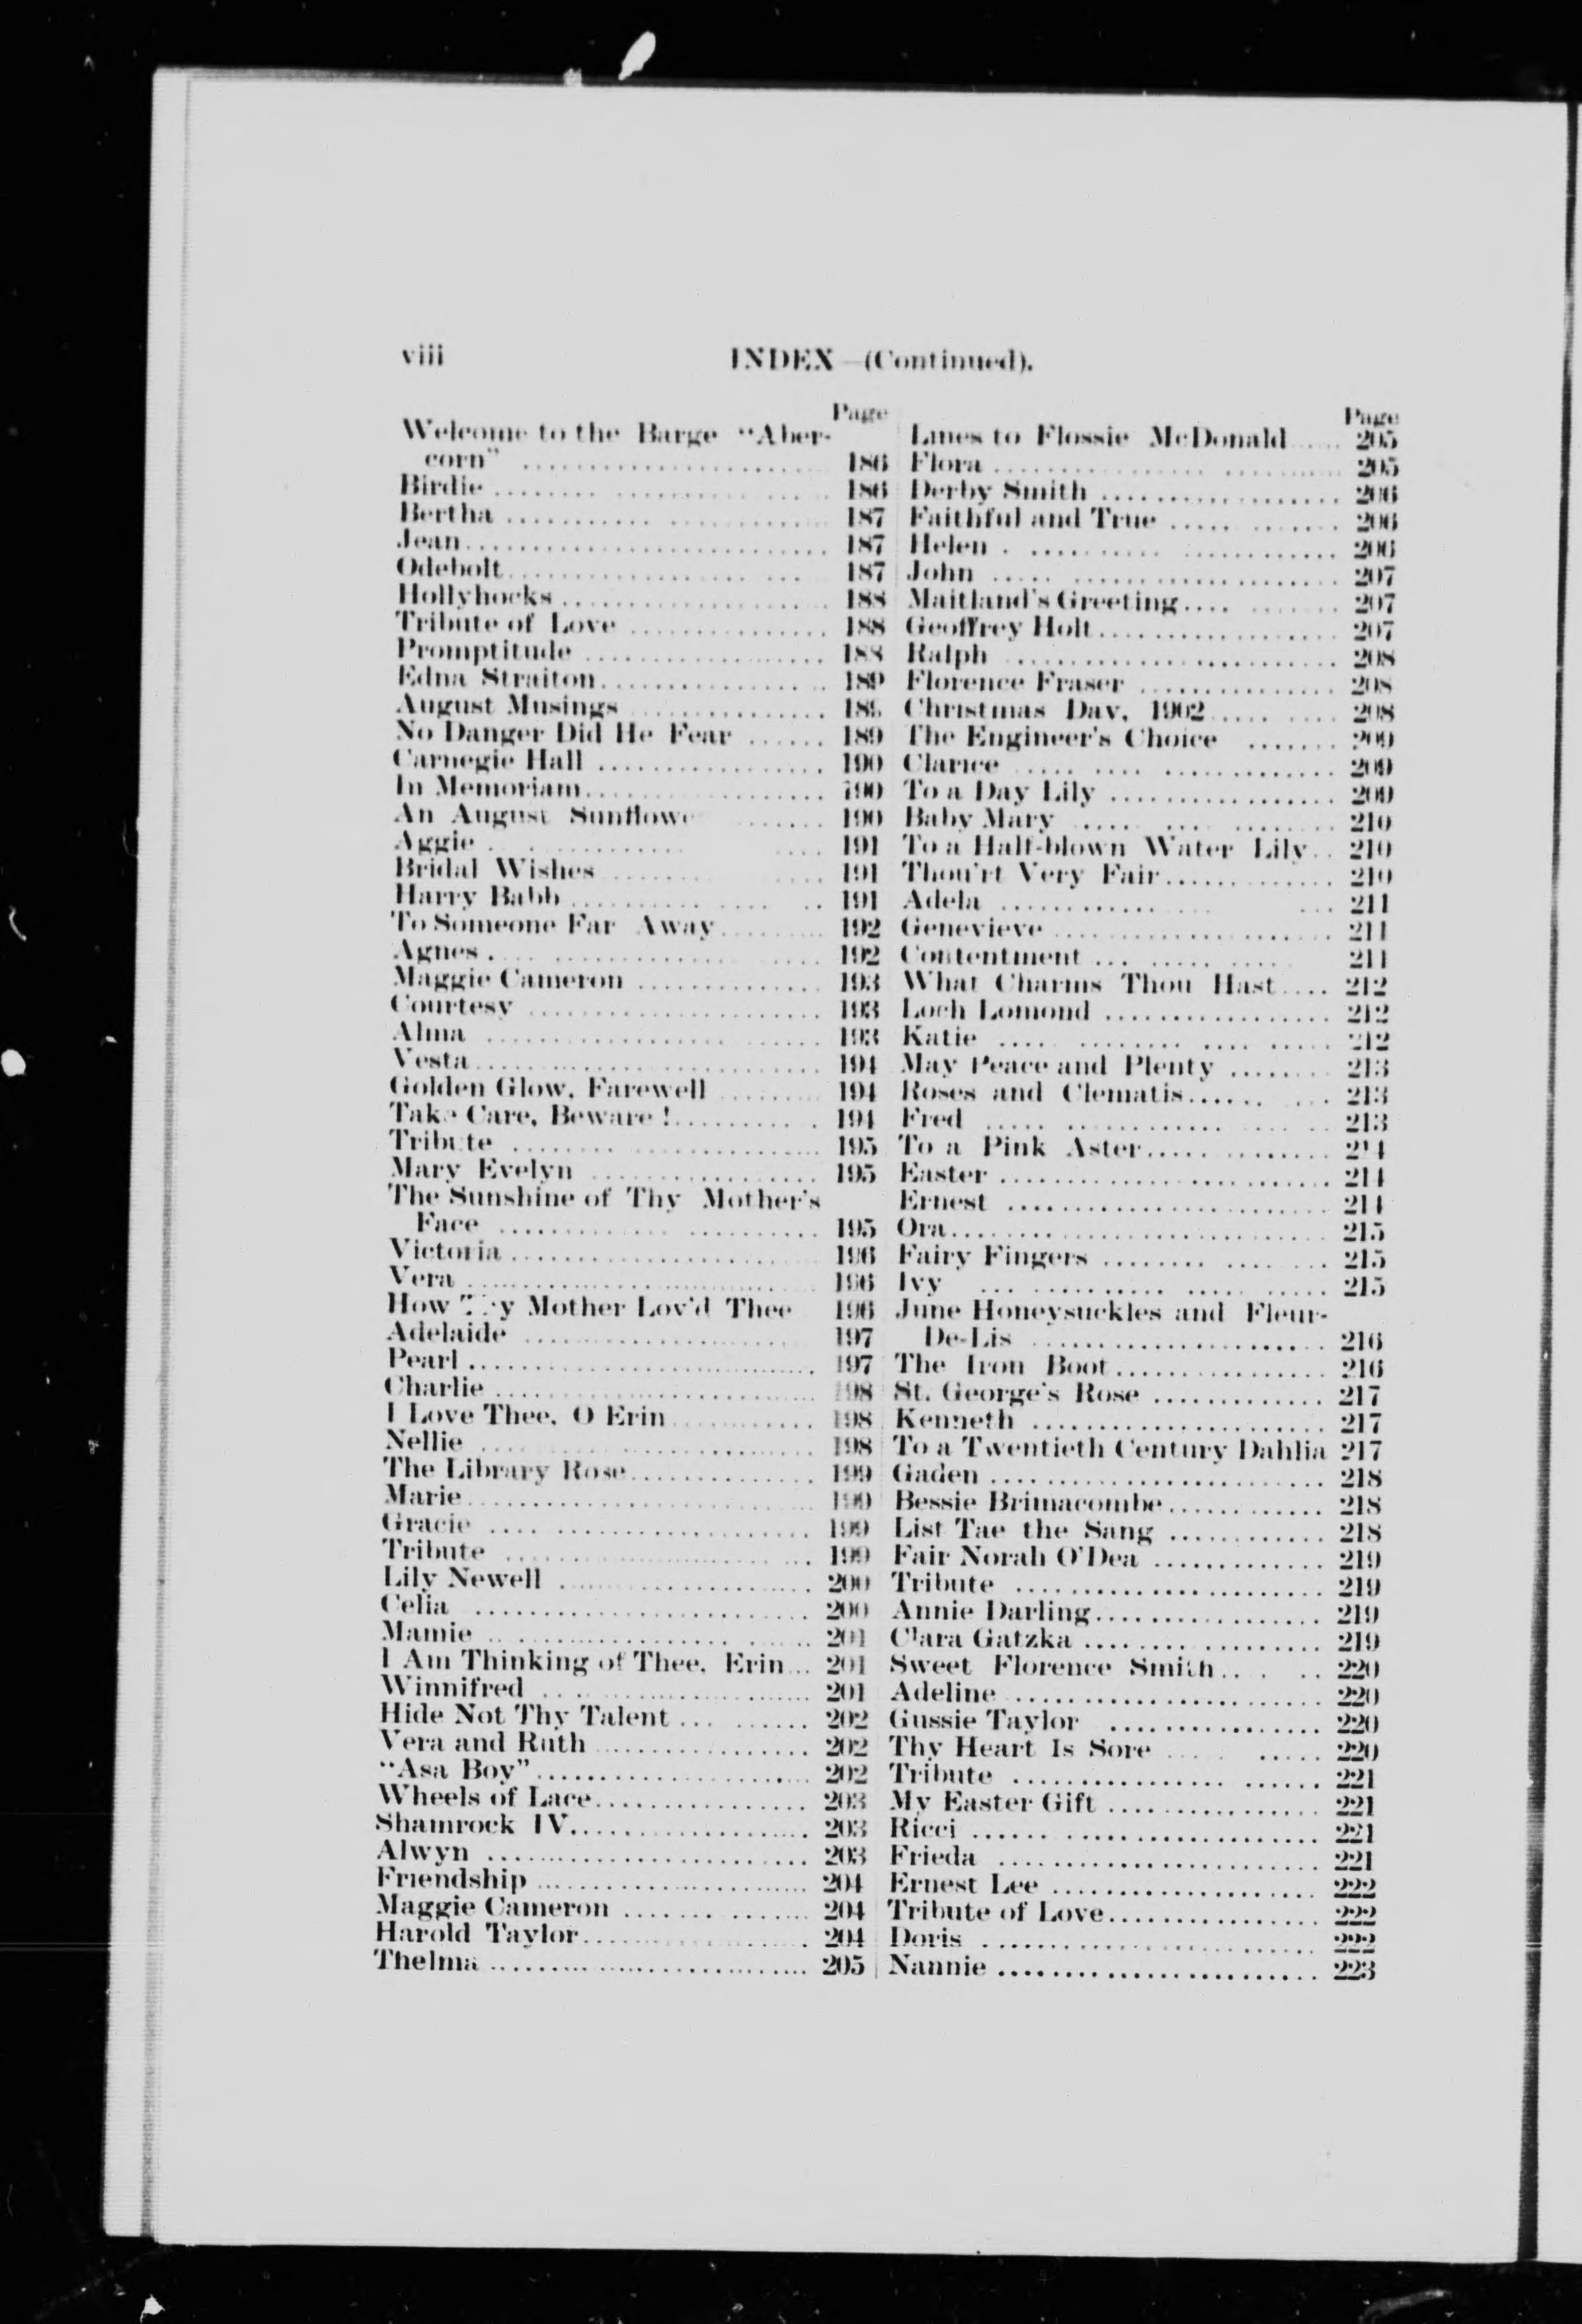 viii INDEX—(Continued).
Page
Welcome to the Barge "Aber-
corn" ........ 186
Birdie ........ 186
Bertha ........ 187
Jean ........ 187
Odebolt ........ 187
Hollyhocks ........ 188
Tribute of Love ........ 188
Promptitude ........ 188
Edna Straiton ........ 189
August Musings ........ 189
No Danger Did He Fear ........ 189
Carnegie Hall ........ 190
In Memoriam ........ 190
An August Sunflowe ........ 190
Aggie ........ 191
Bridal Wishes ........ 191
Harry Babb ........ 191
To Someone Far Away ........ 192
Agnes ........ 192
Maggie Cameron ........ 193
Courtesy ........ 193
Alma ........ 193
Vesta ........ 194
Golden Glow, Farewell ........ 194
Take Care, Beware! ........ 194
Tribute ........ 195
Mary Evelyn ........ 195
The Sunshine of Thy Mother's
Face ........ 195
Victoria ........ 196
Vera ........ 196
How Thy Mother Lov'd Thee 196
Adelaide ........ 197
Pearl ........ 197
Charlie ........ 198
I Love Thee, O Erin ........ 198
Nellie ........ 198
The Library Rose ........ 199
Marie ........ 199
Gracie ........ 199
Tribute ........ 199
Lily Newell ........ 200
Celia ........ 200
Mamie ........ 201
I Am Thinking of Thee, Erin ... 201
Winnifred ........ 201
Hide Not Thy Talent ........ 202
Vera and Ruth ........ 202
"Asa Boy" ........ 202
Wheels of Lace ........ 203
Shamrock IV ........ 203
Alwyn ........ 203
Friendship ........ 204
Maggie Cameron ........ 204
Harold Taylor ........ 204
Thelma ........ 205
Page
Lines to Flossie McDonald ..... 205
Flora ........ 205
Derby Smith ........ 206
Faithful and True ........ 206
Helen ........ 206
John ........ 207
Maitland's Greeting ........ 207
Geoffrey Holt ........ 207
Ralph ........ 208
Florence Fraser ........ 208
Christmas Day, 1902 ........ 208
The Engineer's Choice ........ 209
Clarice ........ 209
To a Day Lily ........ 209
Baby Mary ........ 210
To a Half-blown Water Lily .. 210
Thou'rt Very Fair ........ 210
Adela ........ 211
Genevieve ........ 211
Contentment ........ 211
What Charms Thou Hast .... 212
Loch Lomond ........ 212
Katie ........ 212
May Peace and Plenty ........ 213
Roses and Clematis ........ 213
Fred ........ 213
To a Pink Aster ........ 214
Easter ........ 214
Ernest ........ 214
Ora ........ 215
Fairy Fingers ........ 215
Ivy ........ 215
June Honeysuckles and Fleur-
De-Lis ........ 216
The Iron Boot ........ 216
St. George's Rose ........ 217
Kenneth ........ 217
To a Twentieth Century Dahlia 217
Gaden ........ 218
Bessie Brimacombe ........ 218
List Tae the Sang ........ 218
Fair Norah O'Dea ........ 219
Tribute ........ 219
Annie Darling ........ 219
Clara Gatzka ........ 219
Sweet Florence Smith ........ 220
Adeline ........ 220
Gussie Taylor ........ 220
Thy Heart Is Sore ........ 220
Tribute ........ 221
My Easter Gift ........ 221
Ricci ........ 221
Frieda ........ 221
Ernest Lee ........ 222
Tribute of Love ........ 222
Doris ........ 222
Nannie ........ 223